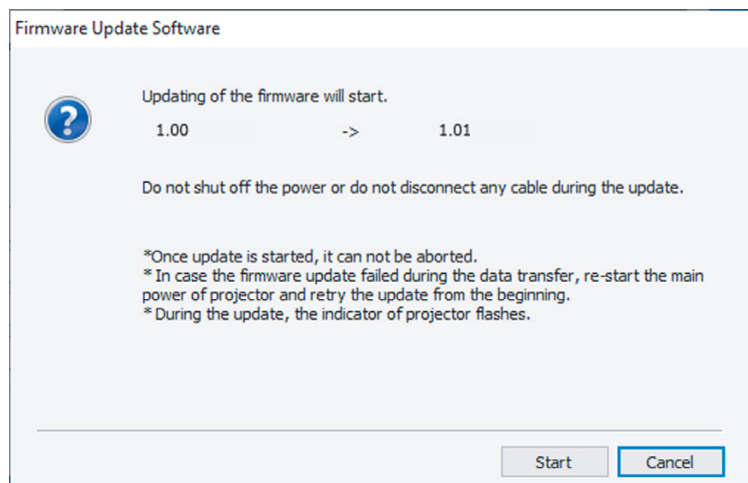 Firmware Update Software
Updating of the firmware will start.
1.00 -> 1.01
Do not shut off the power or do not disconnect any cable during the update.
*Once update is started, it can not be aborted.
* In case the firmware update failed during the data transfer, re-start the main
power of projector and retry the update from the beginning.
* During the update, the indicator of projector flashes.
Start Cancel